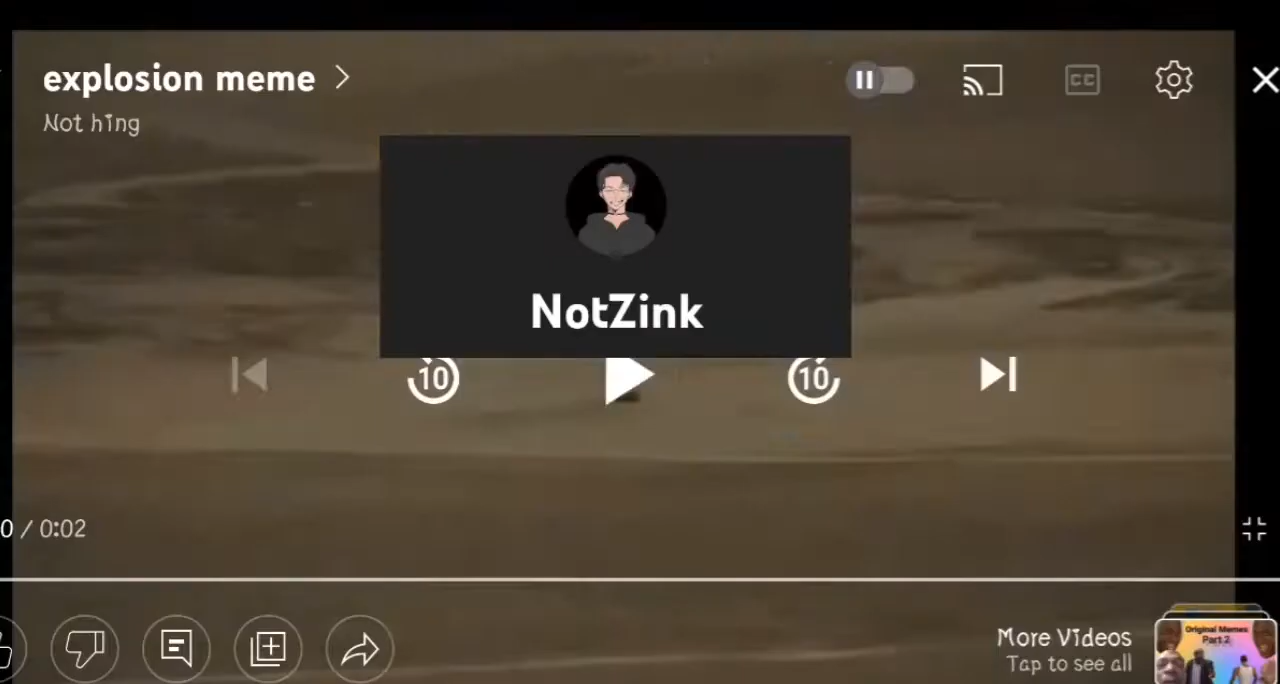 explosion meme
CC
Not hing
NotZink
10
10
0 / 0:02
More Videos
Tap to see all
Original Memes
Part 2